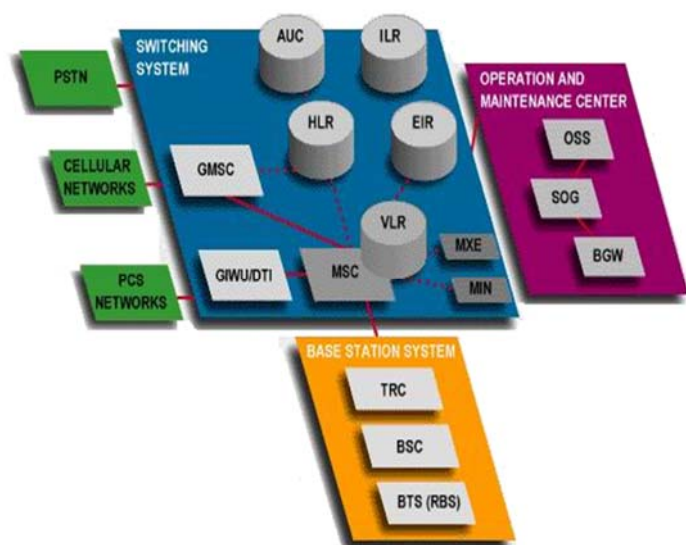 SWITCHING
SYSTEM
AUC
ILR
PSTN
OPERATION AND
MAINTENANCE CENTER
HLR
EIR
OSS
CELLULAR
NETWORKS
GMSC
SOG
VLR
MXE
BGW
PCS
NETWORKS
GIWU/DTI
MSC
MIN
BASE STATION SYSTEM
TRC
BSC
BTS (RBS)